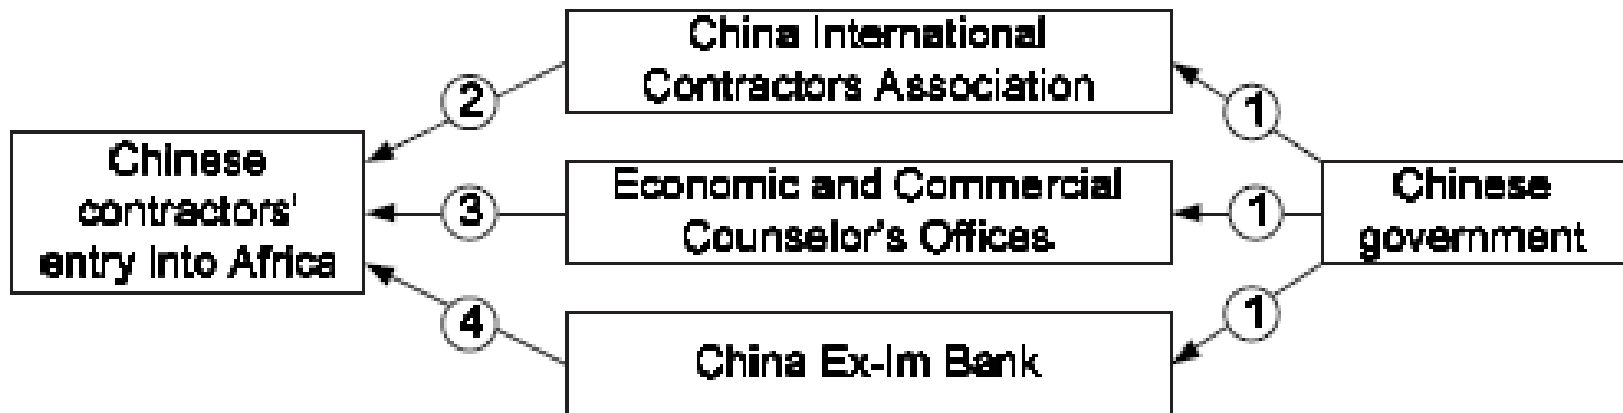 China International
Contractors Association
2
1
Chinese
contractors'
entry into Africa
3
Economic and Commercial
Counselor's Offices
1
Chinese
government
4
1
China Ex-Im Bank